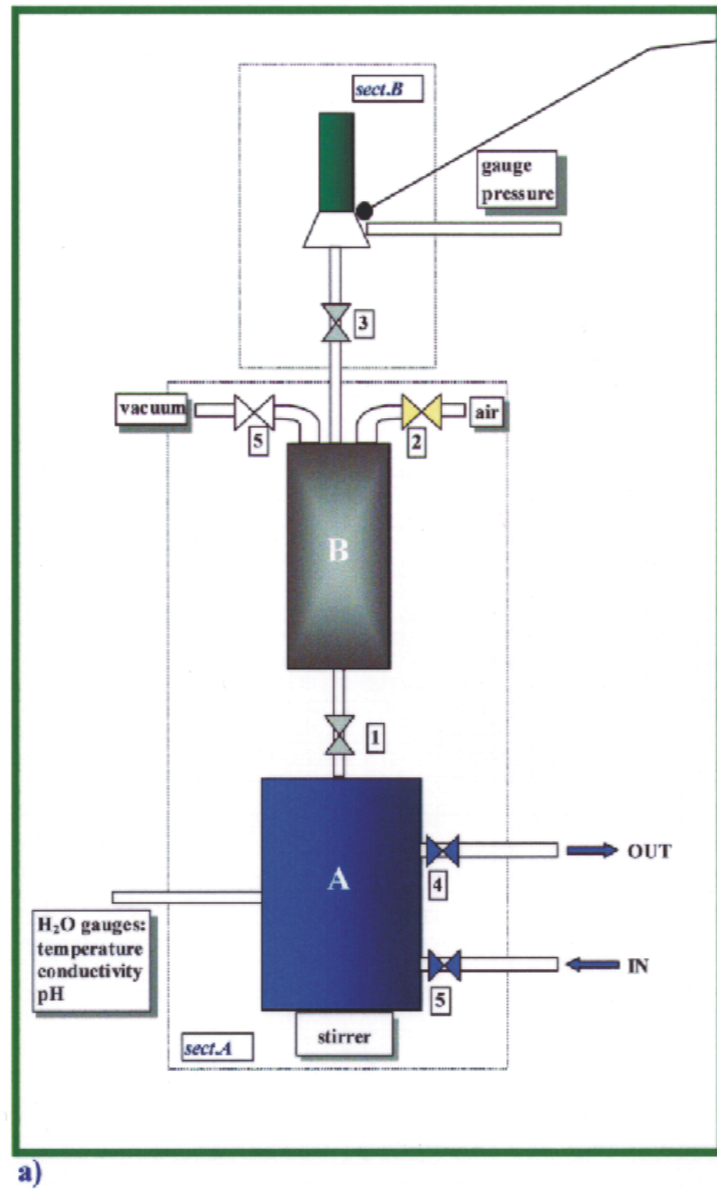 sect.B
gauge
pressure
3
vacuum
5
2
air
B
1
A
4
OUT
H₂O gauges:
temperature
conductivity
pH
5
IN
stirrer
sect.A
a)